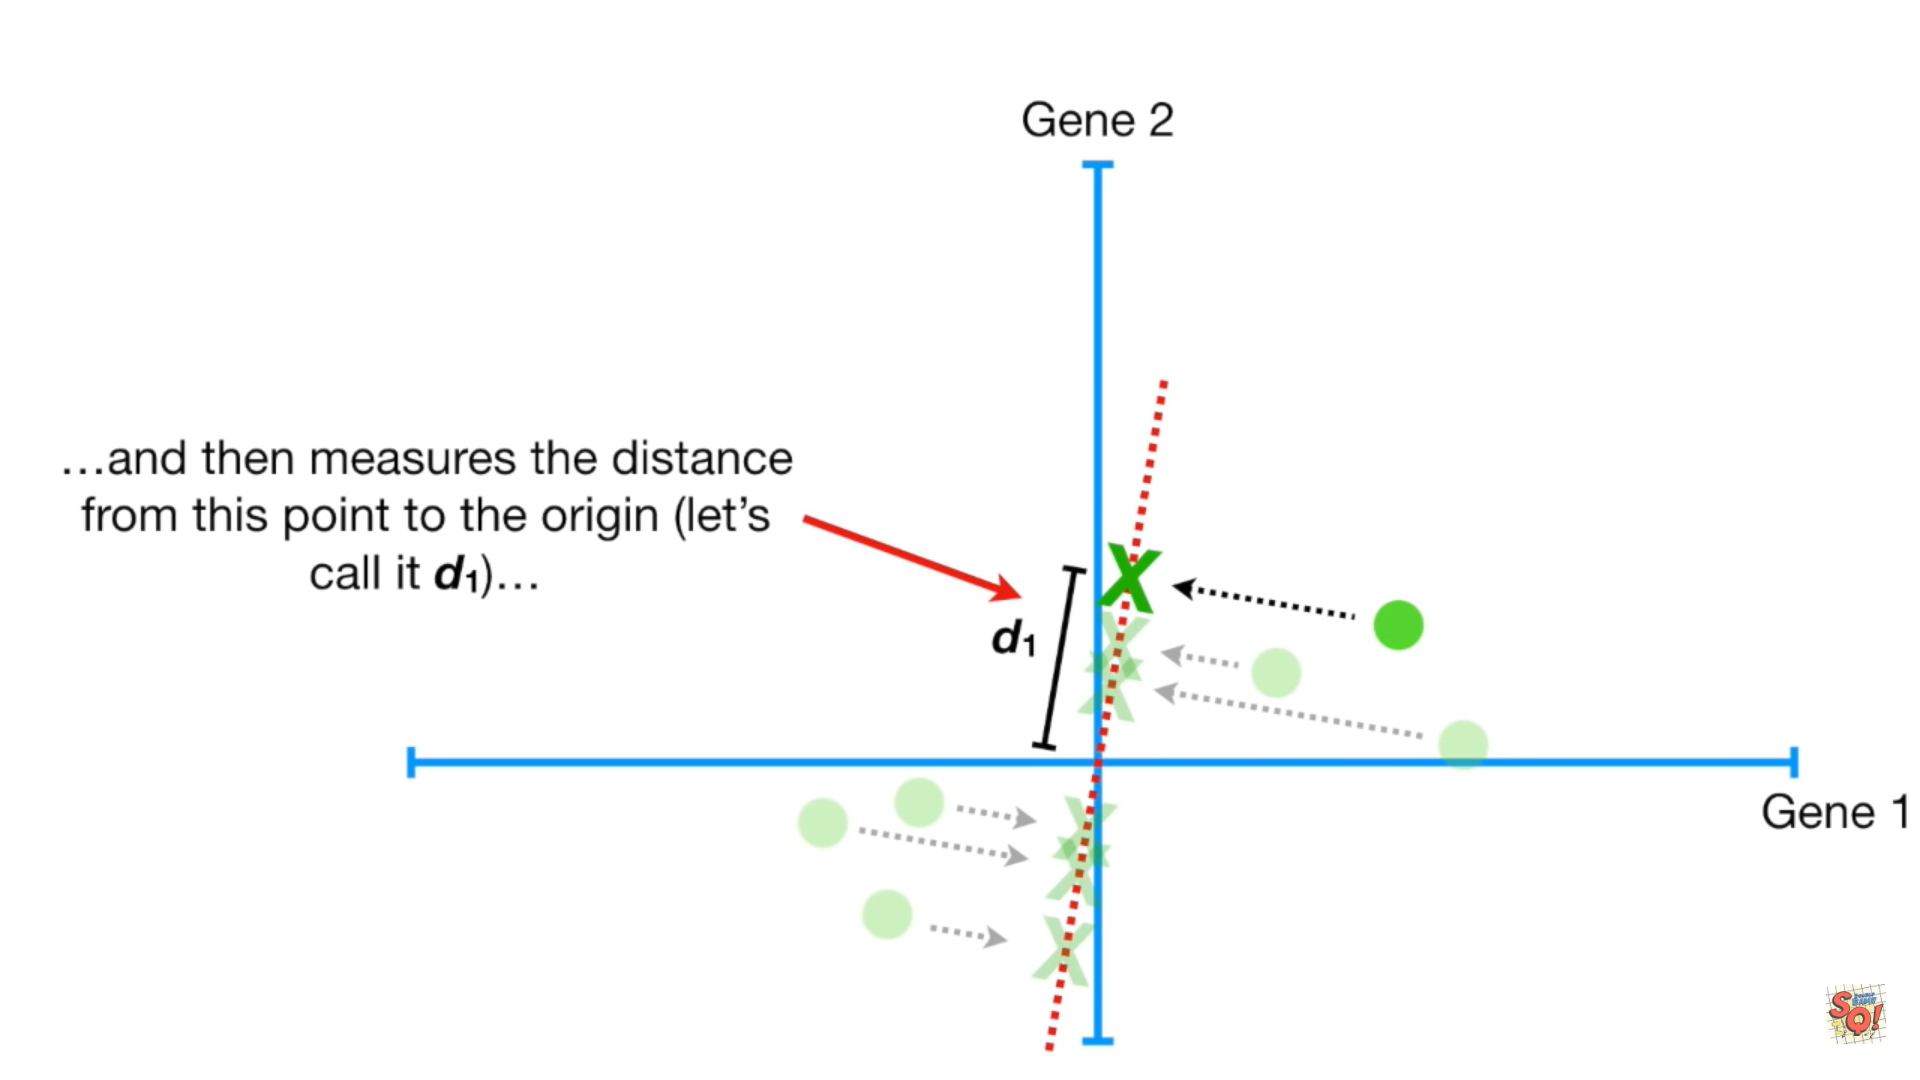 Gene 2
…and then measures the distance
from this point to the origin (let’s
call it d₁)…
d₁
Gene 1
SQ!